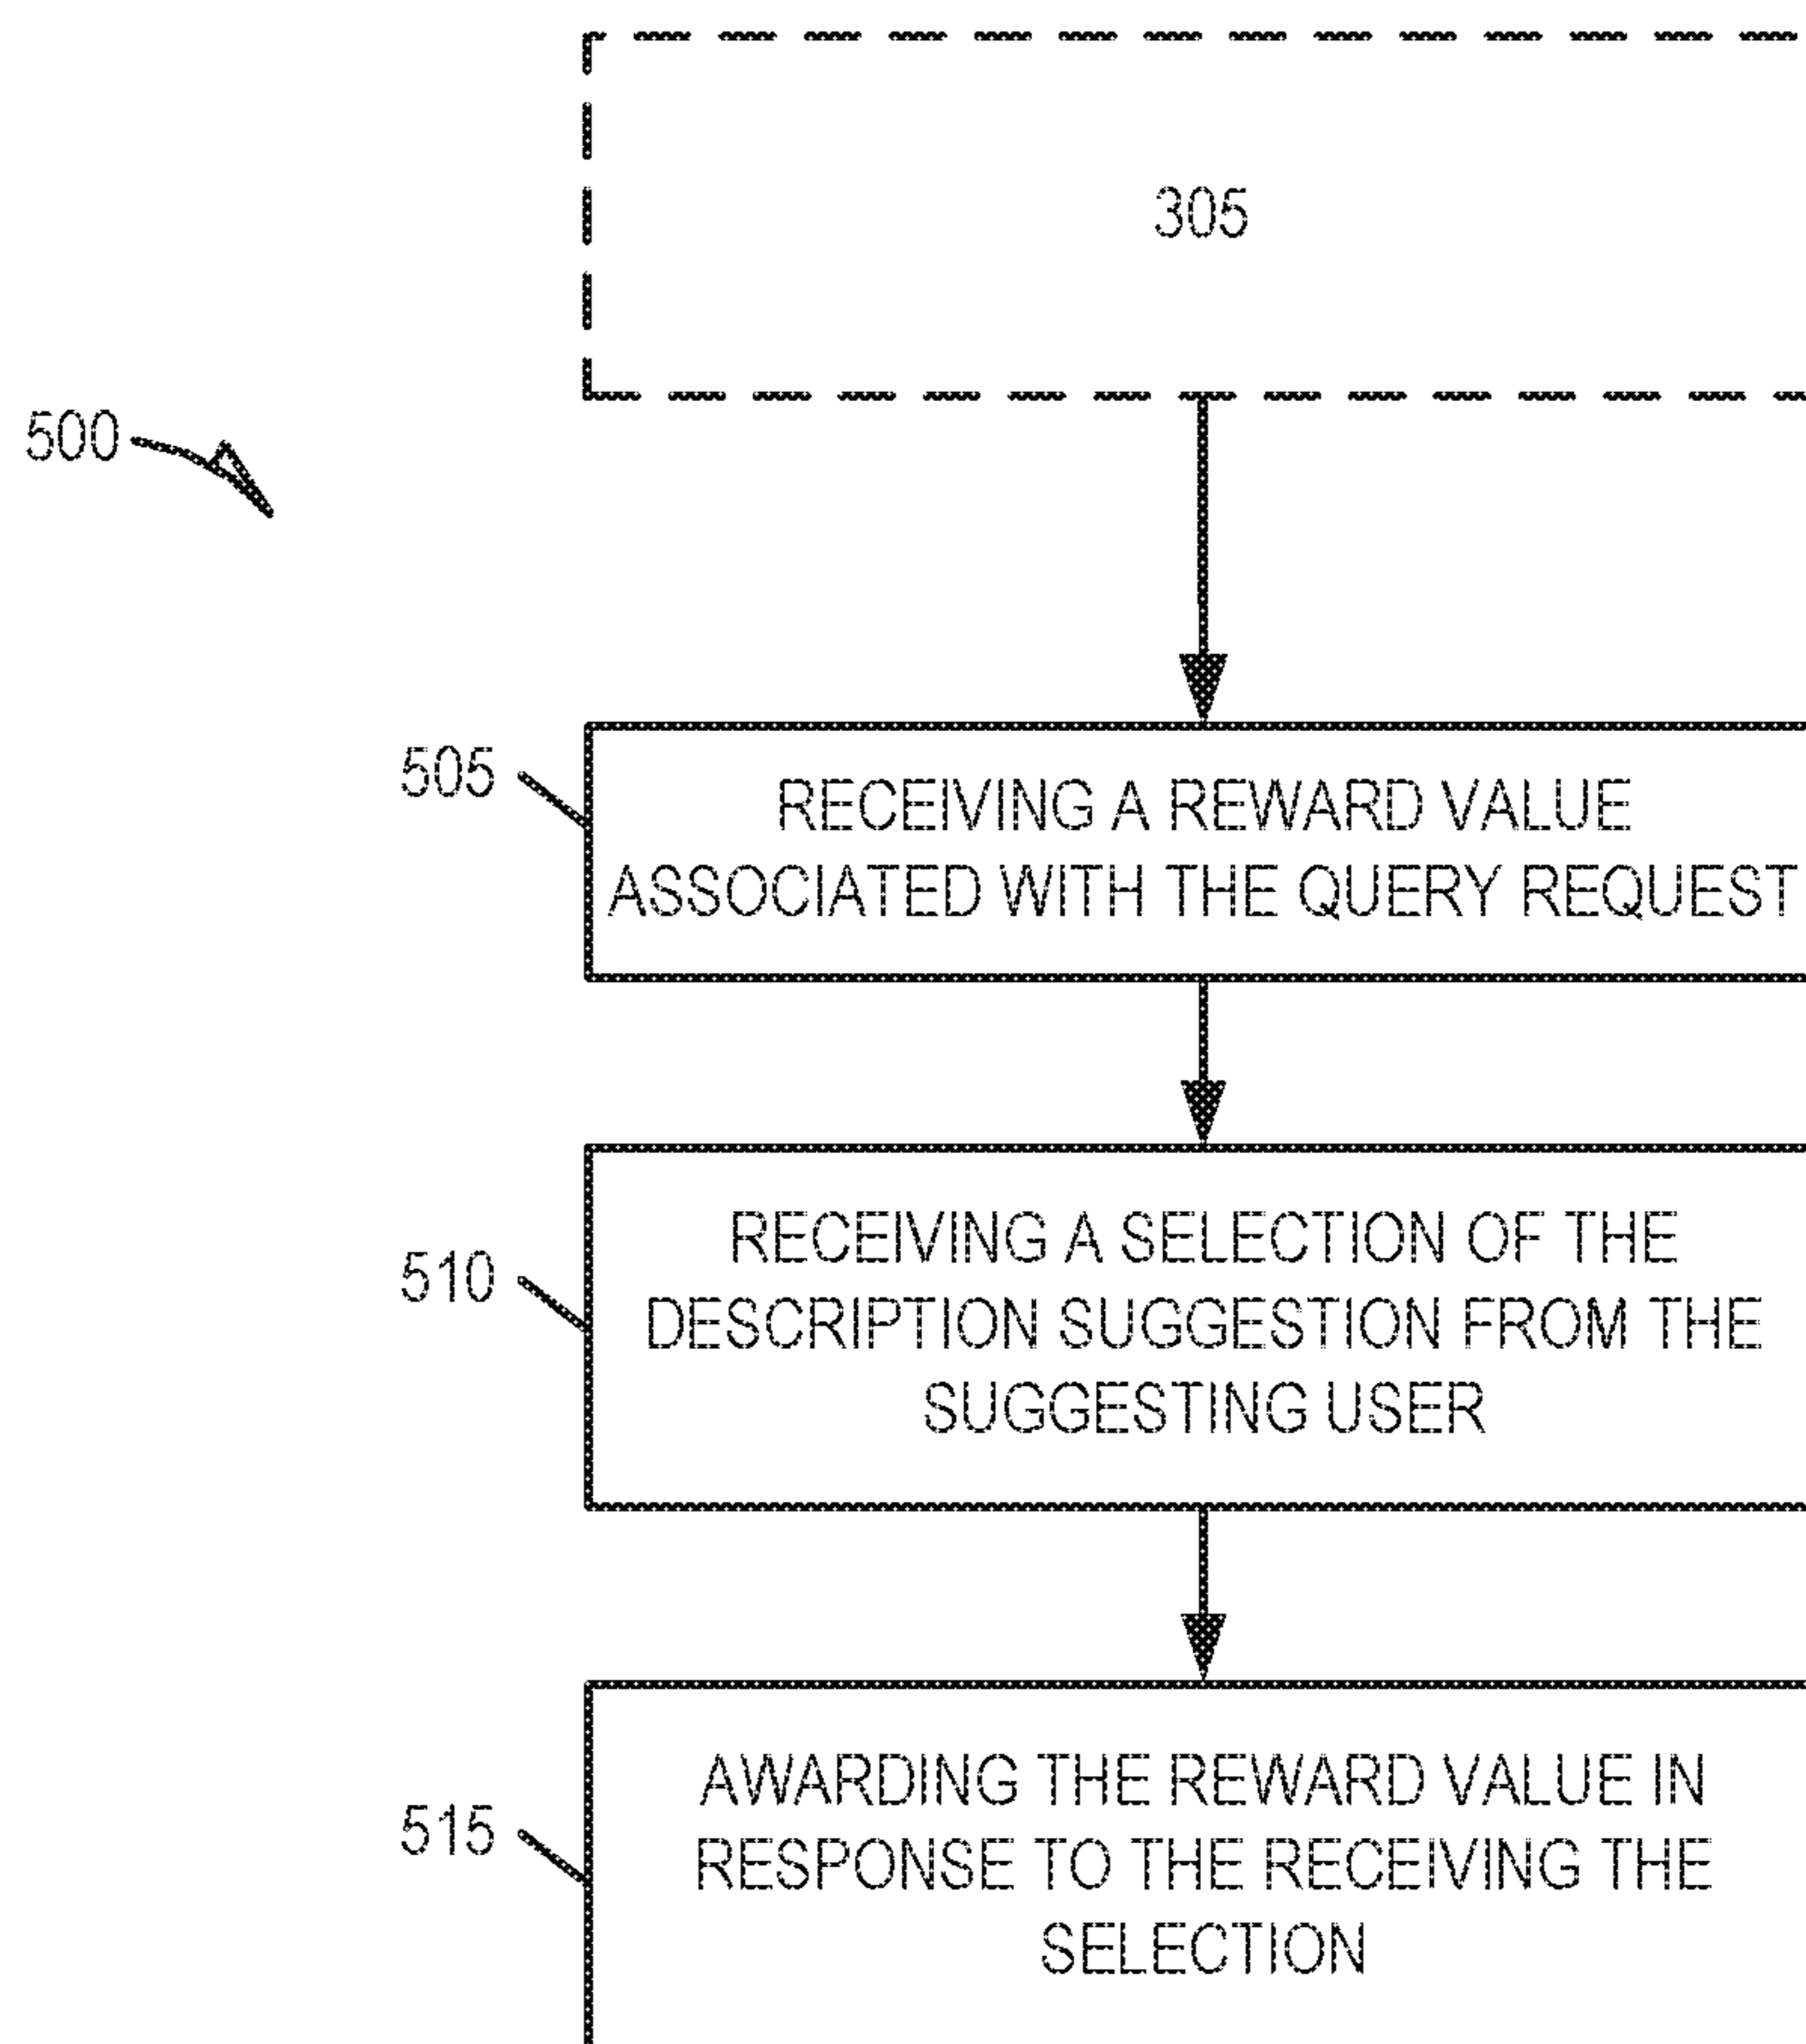 305
500
505
RECEIVING A REWARD VALUE
ASSOCIATED WITH THE QUERY REQUEST
510
RECEIVING A SELECTION OF THE
DESCRIPTION SUGGESTION FROM THE
SUGGESTING USER
515
AWARDING THE REWARD VALUE IN
RESPONSE TO THE RECEIVING THE
SELECTION